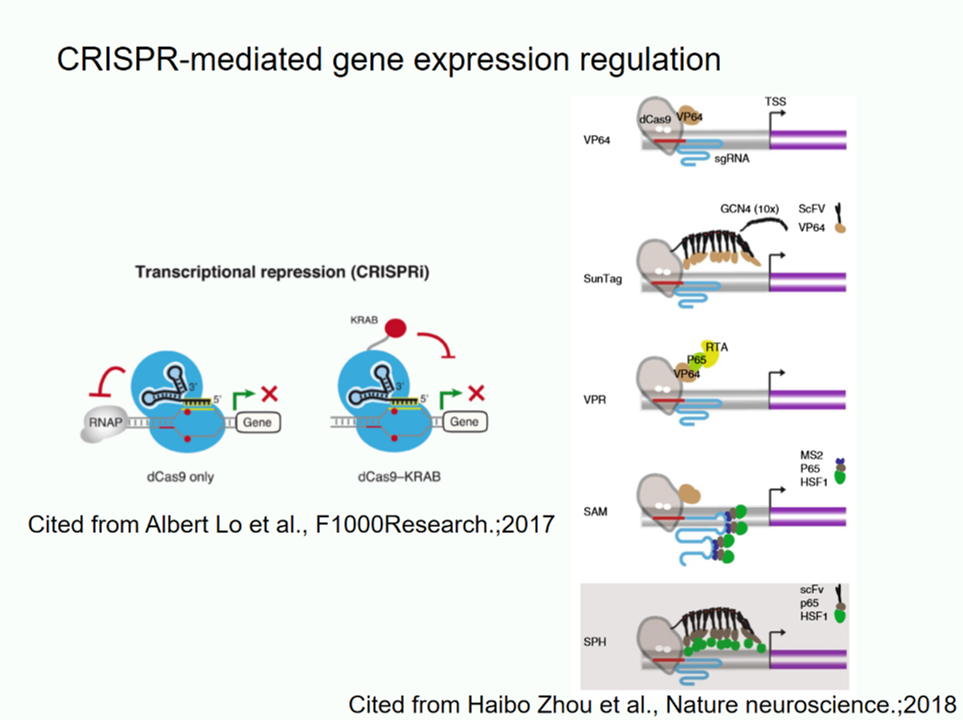 CRISPR-mediated gene expression regulation
Transcriptional repression (CRISPRi)
KRAB
3'
5'
RNAP
Gene
dCas9 only
3'
5'
Gene
dCas9–KRAB
Cited from Albert Lo et al., F1000Research.;2017
VP64
dCas9
VP64
TSS
sgRNA
SunTag
GCN4 (10x)
ScFV
VP64
VPR
VP64
P65
RTA
SAM
MS2
P65
HSF1
SPH
scFv
p65
HSF1
Cited from Haibo Zhou et al., Nature neuroscience.;2018